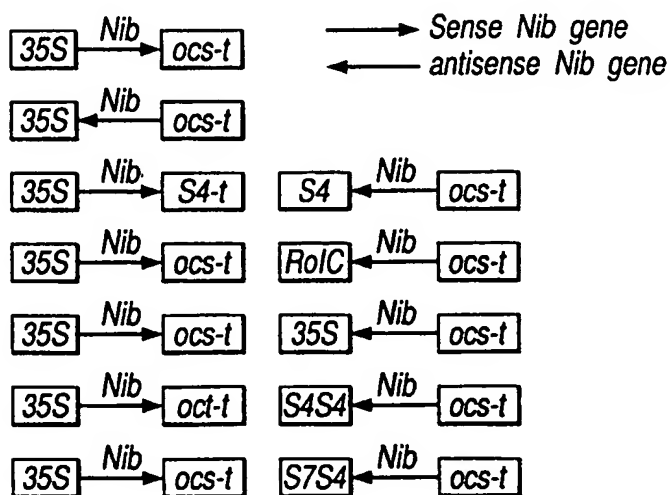 35S Nib ocs-t Sense Nib gene
antisense Nib gene
35S Nib ocs-t
35S Nib S4-t S4 Nib ocs-t
35S Nib ocs-t RolC Nib ocs-t
35S Nib ocs-t 35S Nib ocs-t
35S Nib oct-t S4S4 Nib ocs-t
35S Nib ocs-t S7S4 Nib ocs-t